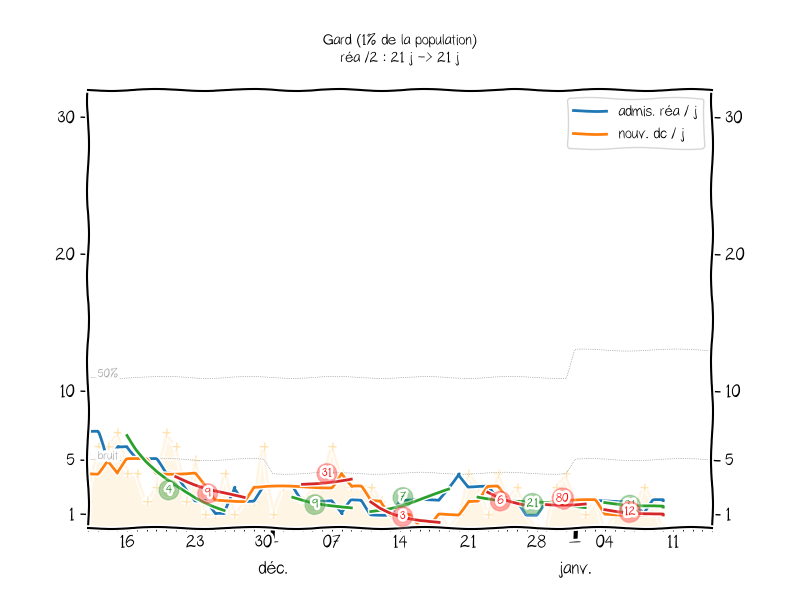 Gard (1% de la population)
réa /2 : 21 j -> 21 j
admis. réa / j
nouv. dc / j
30 30
20 20
50%
10 10
bruit
5 5
1 1
4 9 9 31 7 3 6 21 80 12
16 23 30 07 14 21 28 04 11
déc. janv.